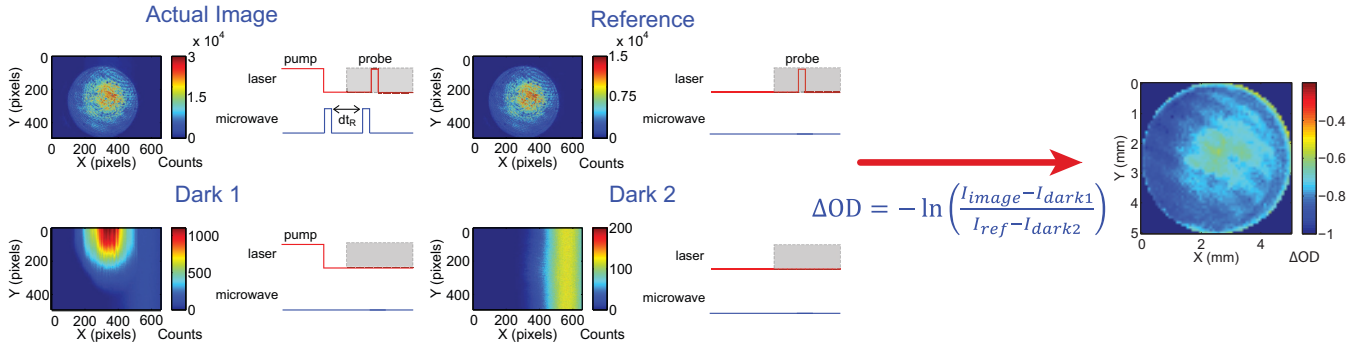 Actual Image
× 10⁴
0
200
400
Y (pixels)
0 200 400 600
X (pixels)
3
1.5
0
Counts
pump probe
laser
microwave
dt_R
Reference
× 10⁴
0
200
400
Y (pixels)
0 200 400 600
X (pixels)
1.5
0.75
0
Counts
probe
laser
microwave
Dark 1
0
200
400
Y (pixels)
0 200 400 600
X (pixels)
1000
500
0
Counts
pump
laser
microwave
Dark 2
0
200
400
Y (pixels)
0 200 400 600
X (pixels)
200
100
0
Counts
laser
microwave
ΔOD = −ln(I_image−I_dark1 / I_ref−I_dark2)
0
1
2
3
4
5
Y (mm)
0 2 4
X (mm)
−0.4
−0.6
−0.8
−1
ΔOD